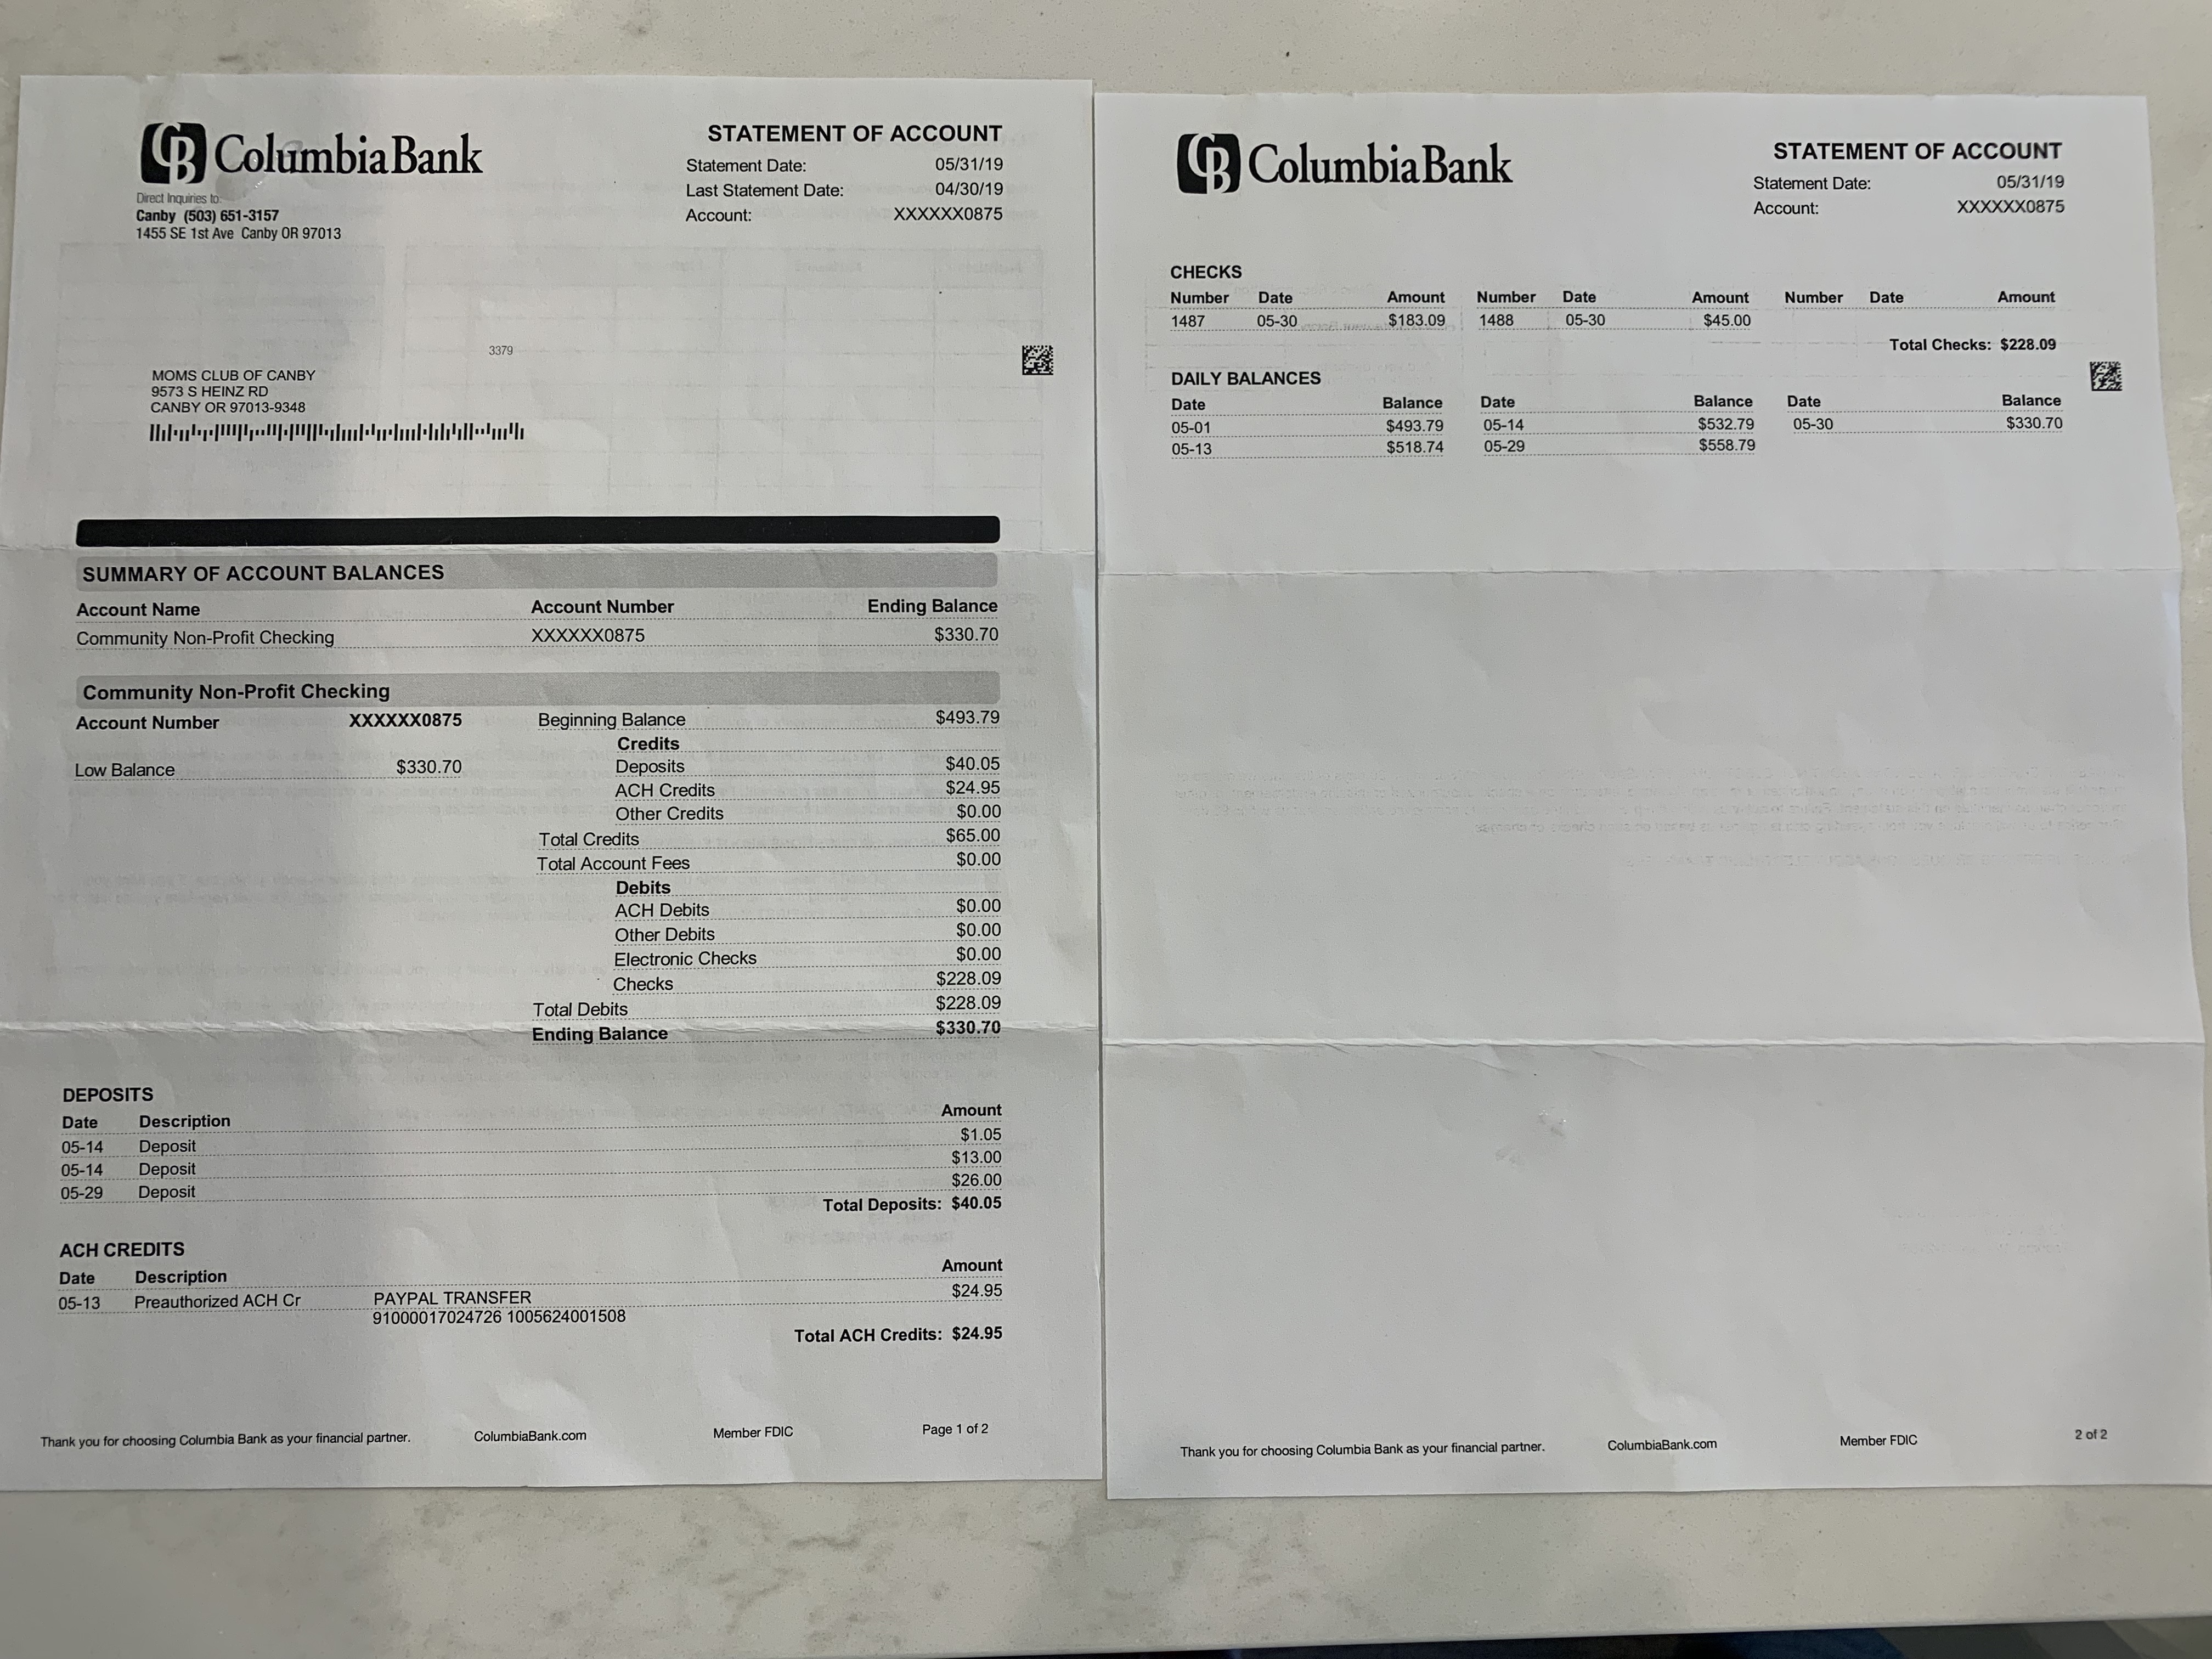 ColumbiaBank
Direct Inquiries to:
Canby (503) 651-3157
1455 SE 1st Ave Canby OR 97013
STATEMENT OF ACCOUNT
Statement Date: 05/31/19
Last Statement Date: 04/30/19
Account: XXXXXX0875
3379
MOMS CLUB OF CANBY
9573 S HEINZ RD
CANBY OR 97013-9348
SUMMARY OF ACCOUNT BALANCES
Account Name Account Number Ending Balance
Community Non-Profit Checking XXXXXX0875 $330.70
Community Non-Profit Checking
Account Number XXXXXX0875
Low Balance $330.70
Beginning Balance $493.79
Credits
Deposits $40.05
ACH Credits $24.95
Other Credits $0.00
Total Credits $65.00
Total Account Fees $0.00
Debits
ACH Debits $0.00
Other Debits $0.00
Electronic Checks $0.00
Checks $228.09
Total Debits $228.09
Ending Balance $330.70
DEPOSITS
Date Description Amount
05-14 Deposit $1.05
05-14 Deposit $13.00
05-29 Deposit $26.00
Total Deposits: $40.05
ACH CREDITS
Date Description Amount
05-13 Preauthorized ACH Cr PAYPAL TRANSFER $24.95
91000017024726 1005624001508
Total ACH Credits: $24.95
Thank you for choosing Columbia Bank as your financial partner. ColumbiaBank.com Member FDIC Page 1 of 2
ColumbiaBank
STATEMENT OF ACCOUNT
Statement Date: 05/31/19
Account: XXXXXX0875
CHECKS
Number Date Amount Number Date Amount Number Date Amount
1487 05-30 $183.09 1488 05-30 $45.00
Total Checks: $228.09
DAILY BALANCES
Date Balance Date Balance Date Balance
05-01 $493.79 05-14 $532.79 05-30 $330.70
05-13 $518.74 05-29 $558.79
Thank you for choosing Columbia Bank as your financial partner. ColumbiaBank.com Member FDIC 2 of 2